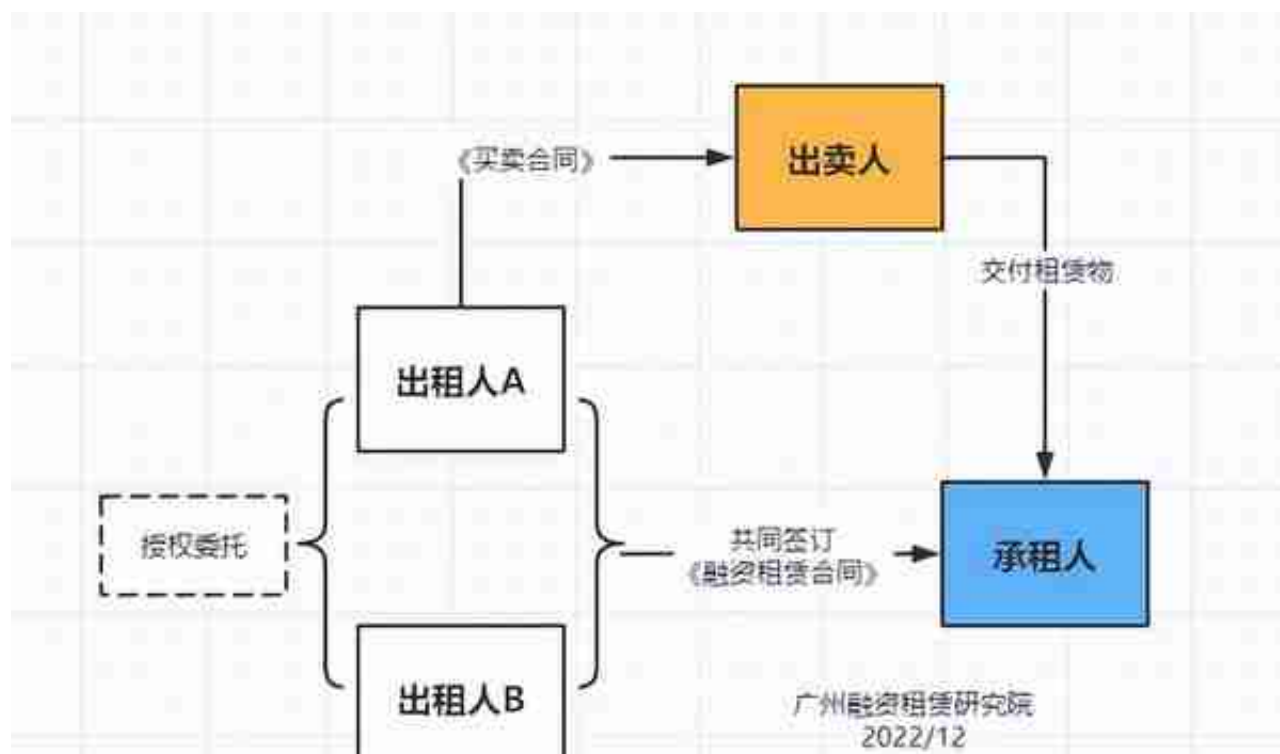 《买卖合同》
出卖人
交付租赁物
出租人A
授权委托
共同签订
《融资租赁合同》
承租人
出租人B
广州融资租赁研究院
2022/12